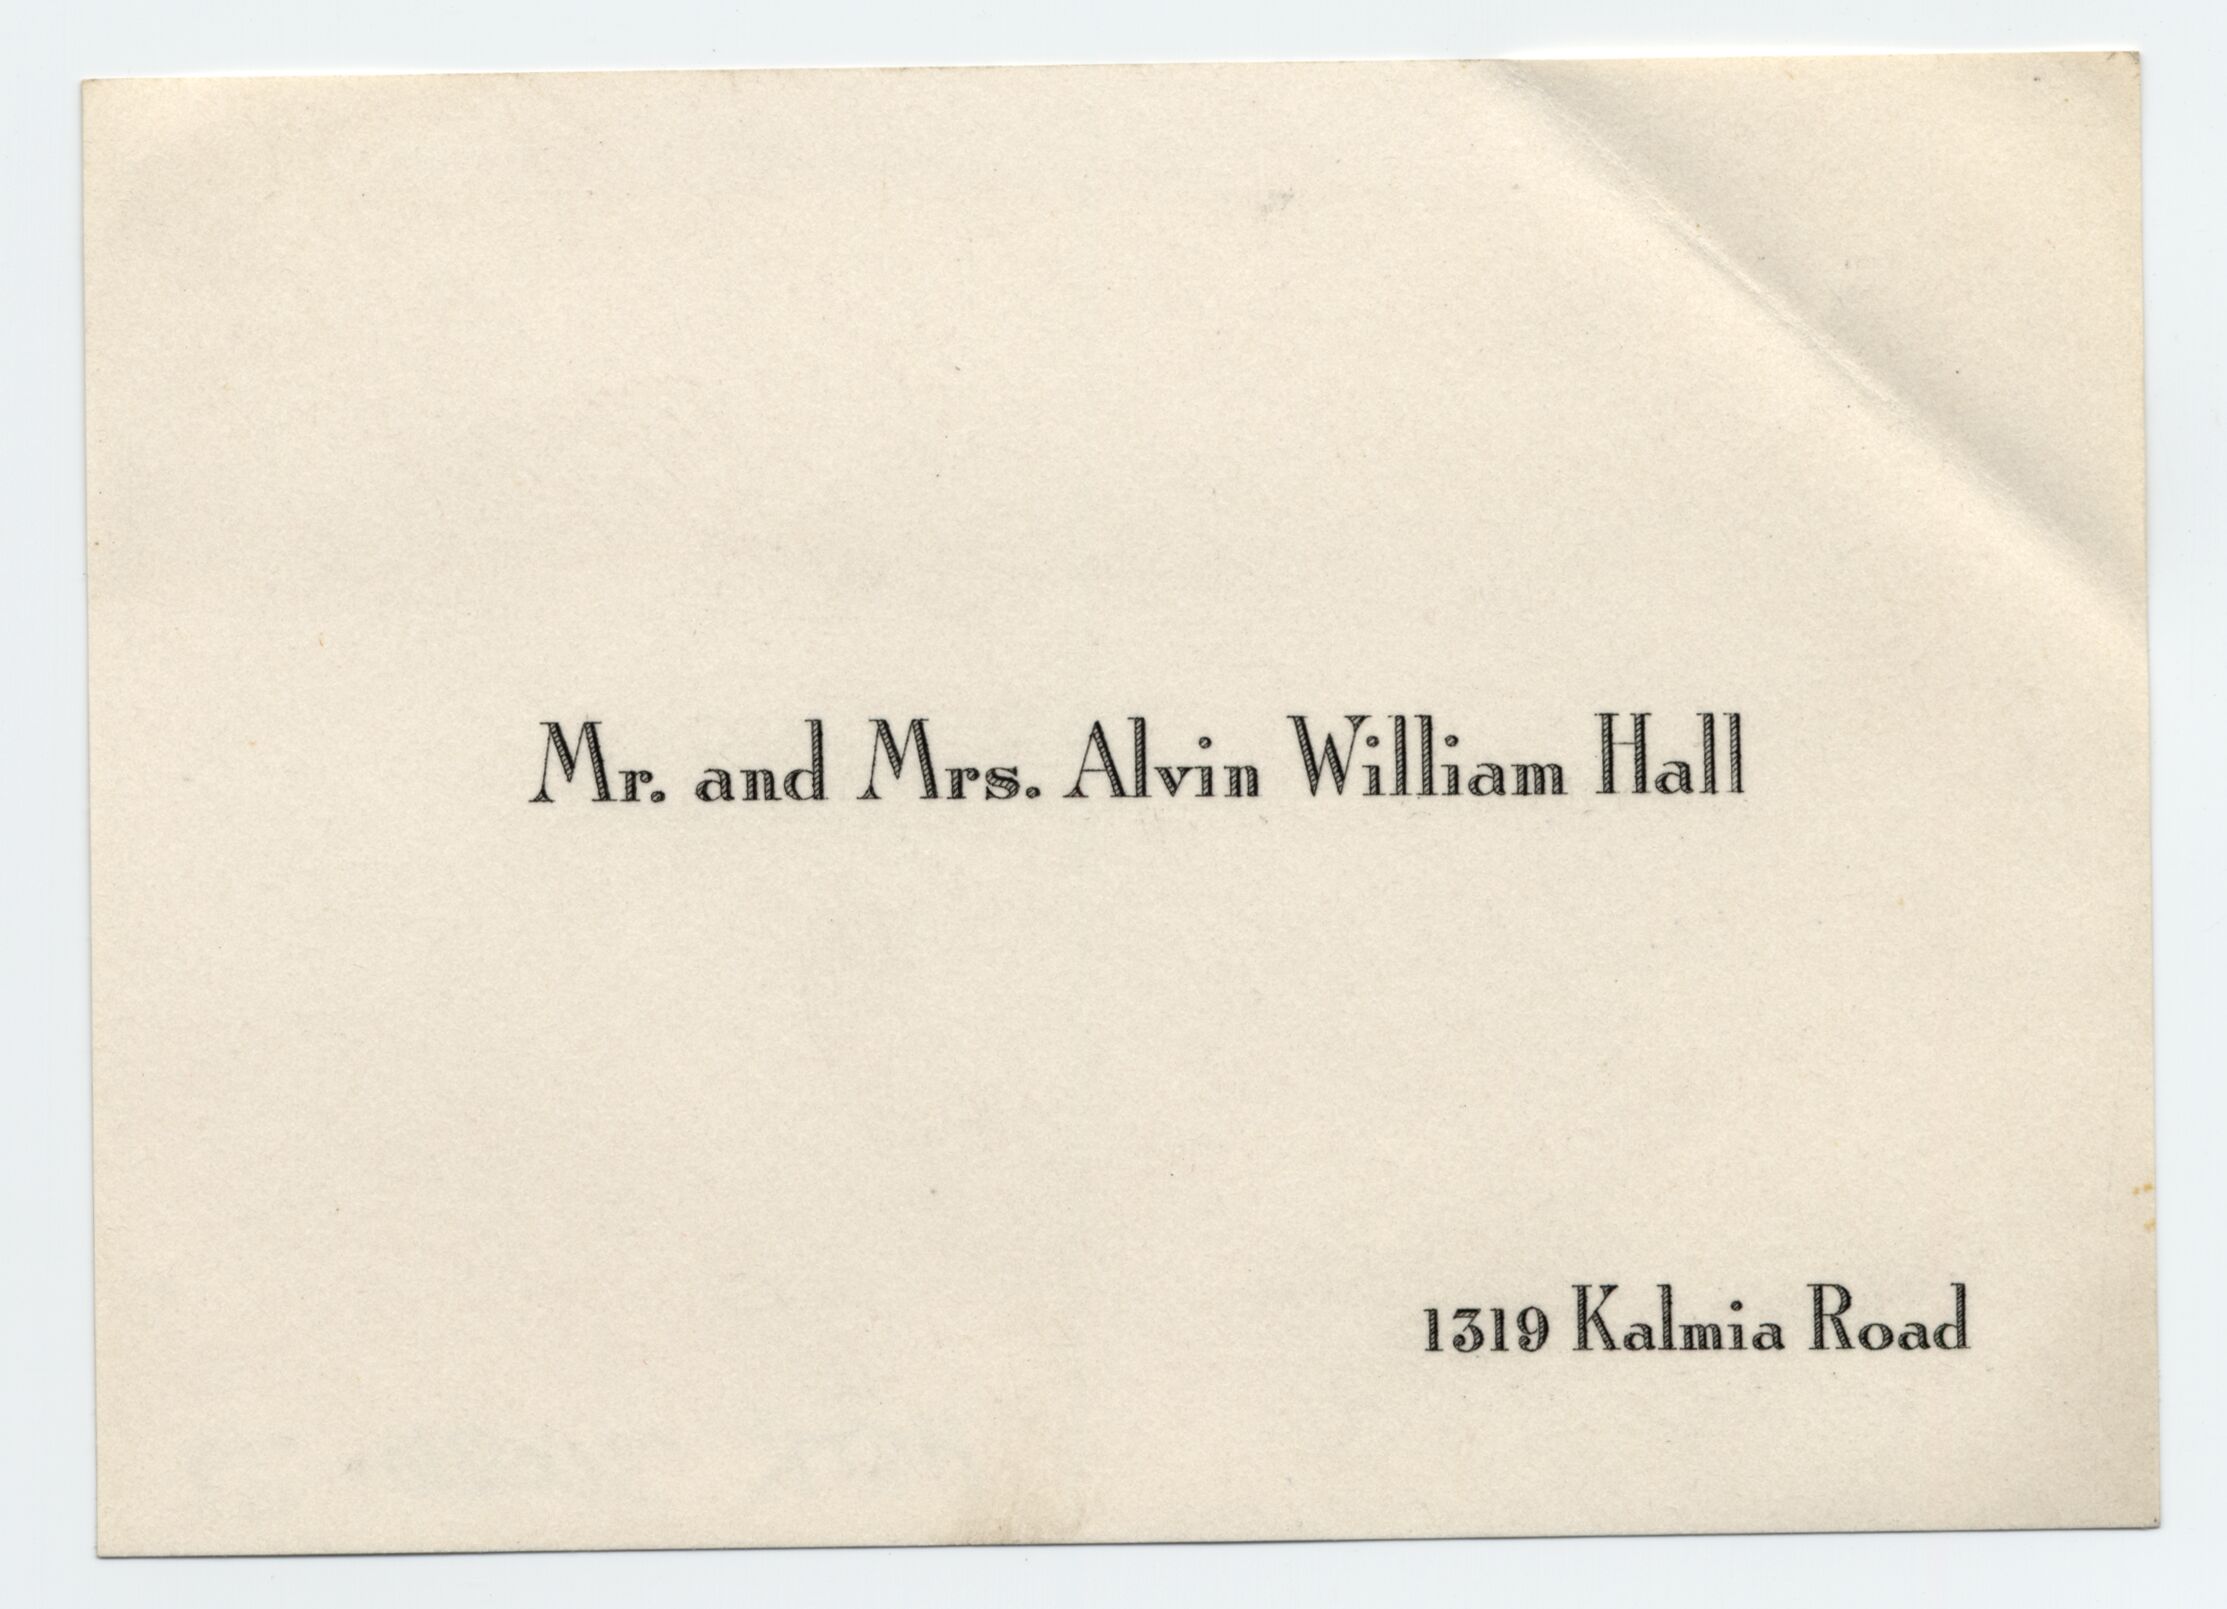 Mr. and Mrs. Alvin William Hall
1319 Kalmia Road